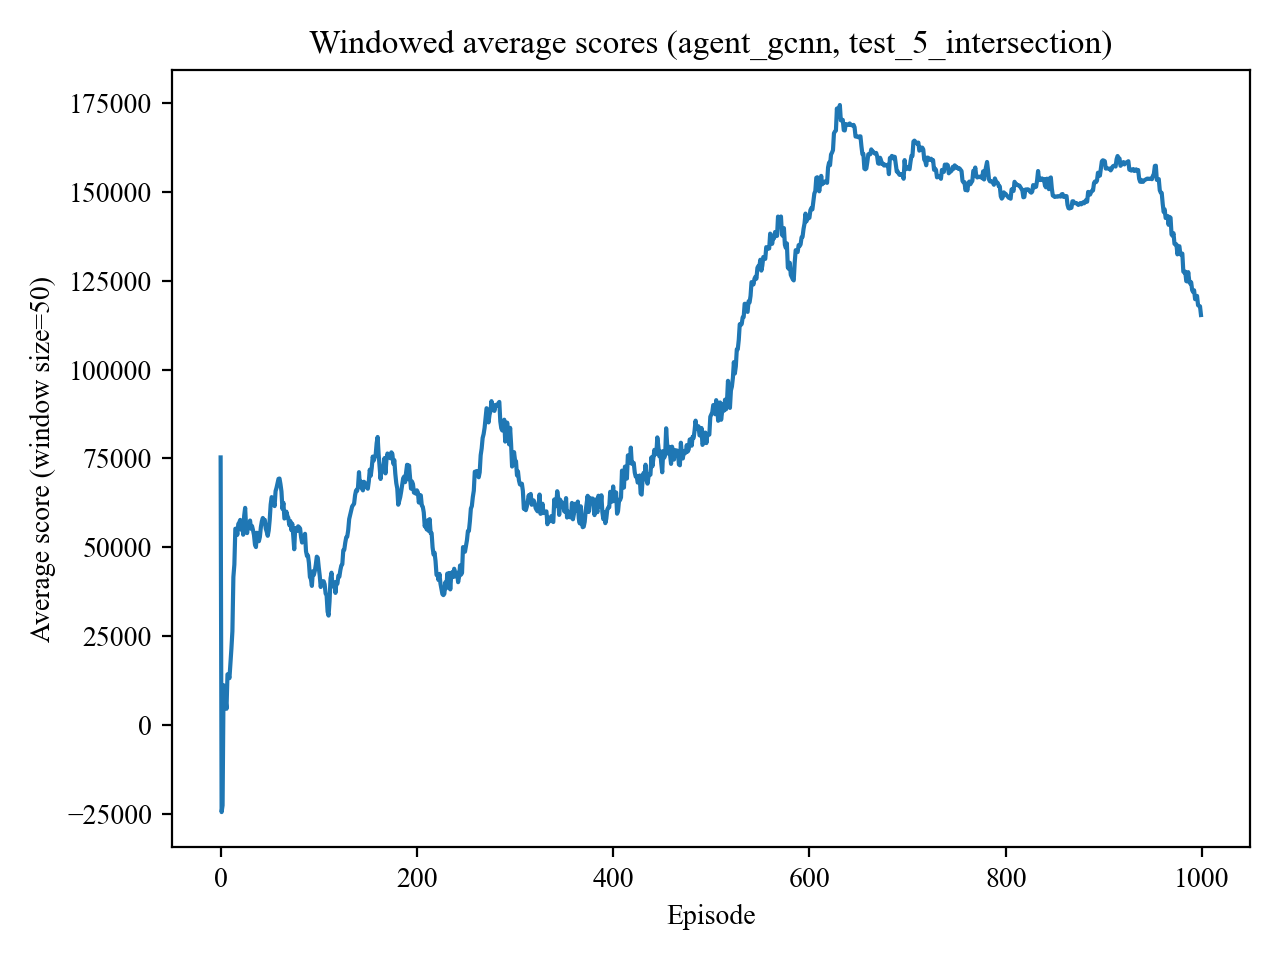 Windowed average scores (agent_gcnn, test_5_intersection)
175000
150000
125000
100000
75000
50000
25000
0
−25000
Average score (window size=50)
0 200 400 600 800 1000
Episode